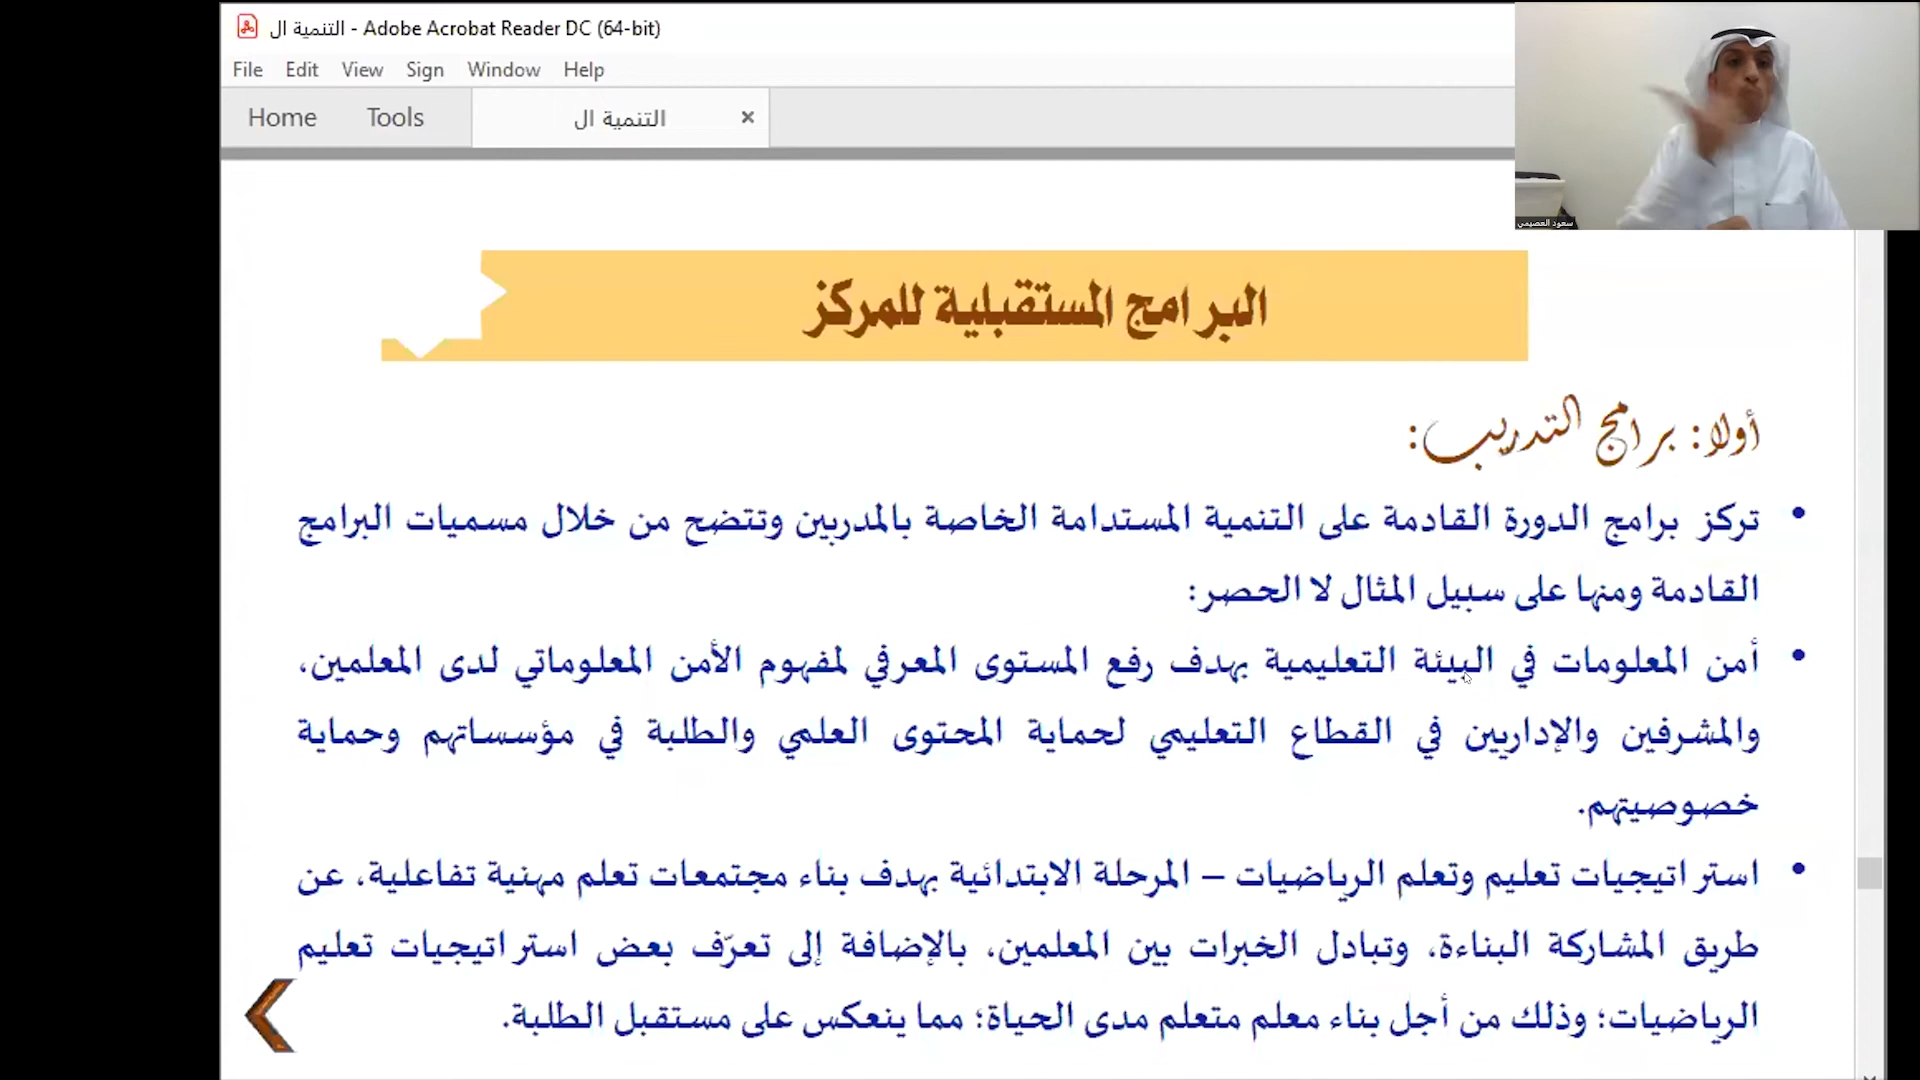 التنمية ال - Adobe Acrobat Reader DC (64-bit)
File Edit View Sign Window Help
Home Tools التنمية ال ×
سعود العصيمي
البرامج المستقبلية للمركز
أولا: برامج التدريب:
• تركز برامج الدورة القادمة على التنمية المستدامة الخاصة بالمدربين وتتضح من خلال مسميات البرامج
القادمة ومنها على سبيل المثال لا الحصر:
• أمن المعلومات في البيئة التعليمية بهدف رفع المستوى المعرفي لمفهوم الأمن المعلوماتي لدى المعلمين،
والمشرفين والإداريين في القطاع التعليمي لحماية المحتوى العلمي والطلبة في مؤسساتهم وحماية
خصوصيتهم.
• استراتيجيات تعليم وتعلم الرياضيات – المرحلة الابتدائية بهدف بناء مجتمعات تعلم مهنية تفاعلية، عن
طريق المشاركة البناءة، وتبادل الخبرات بين المعلمين، بالإضافة إلى تعرّف بعض استراتيجيات تعليم
الرياضيات؛ وذلك من أجل بناء معلم متعلم مدى الحياة؛ مما ينعكس على مستقبل الطلبة.